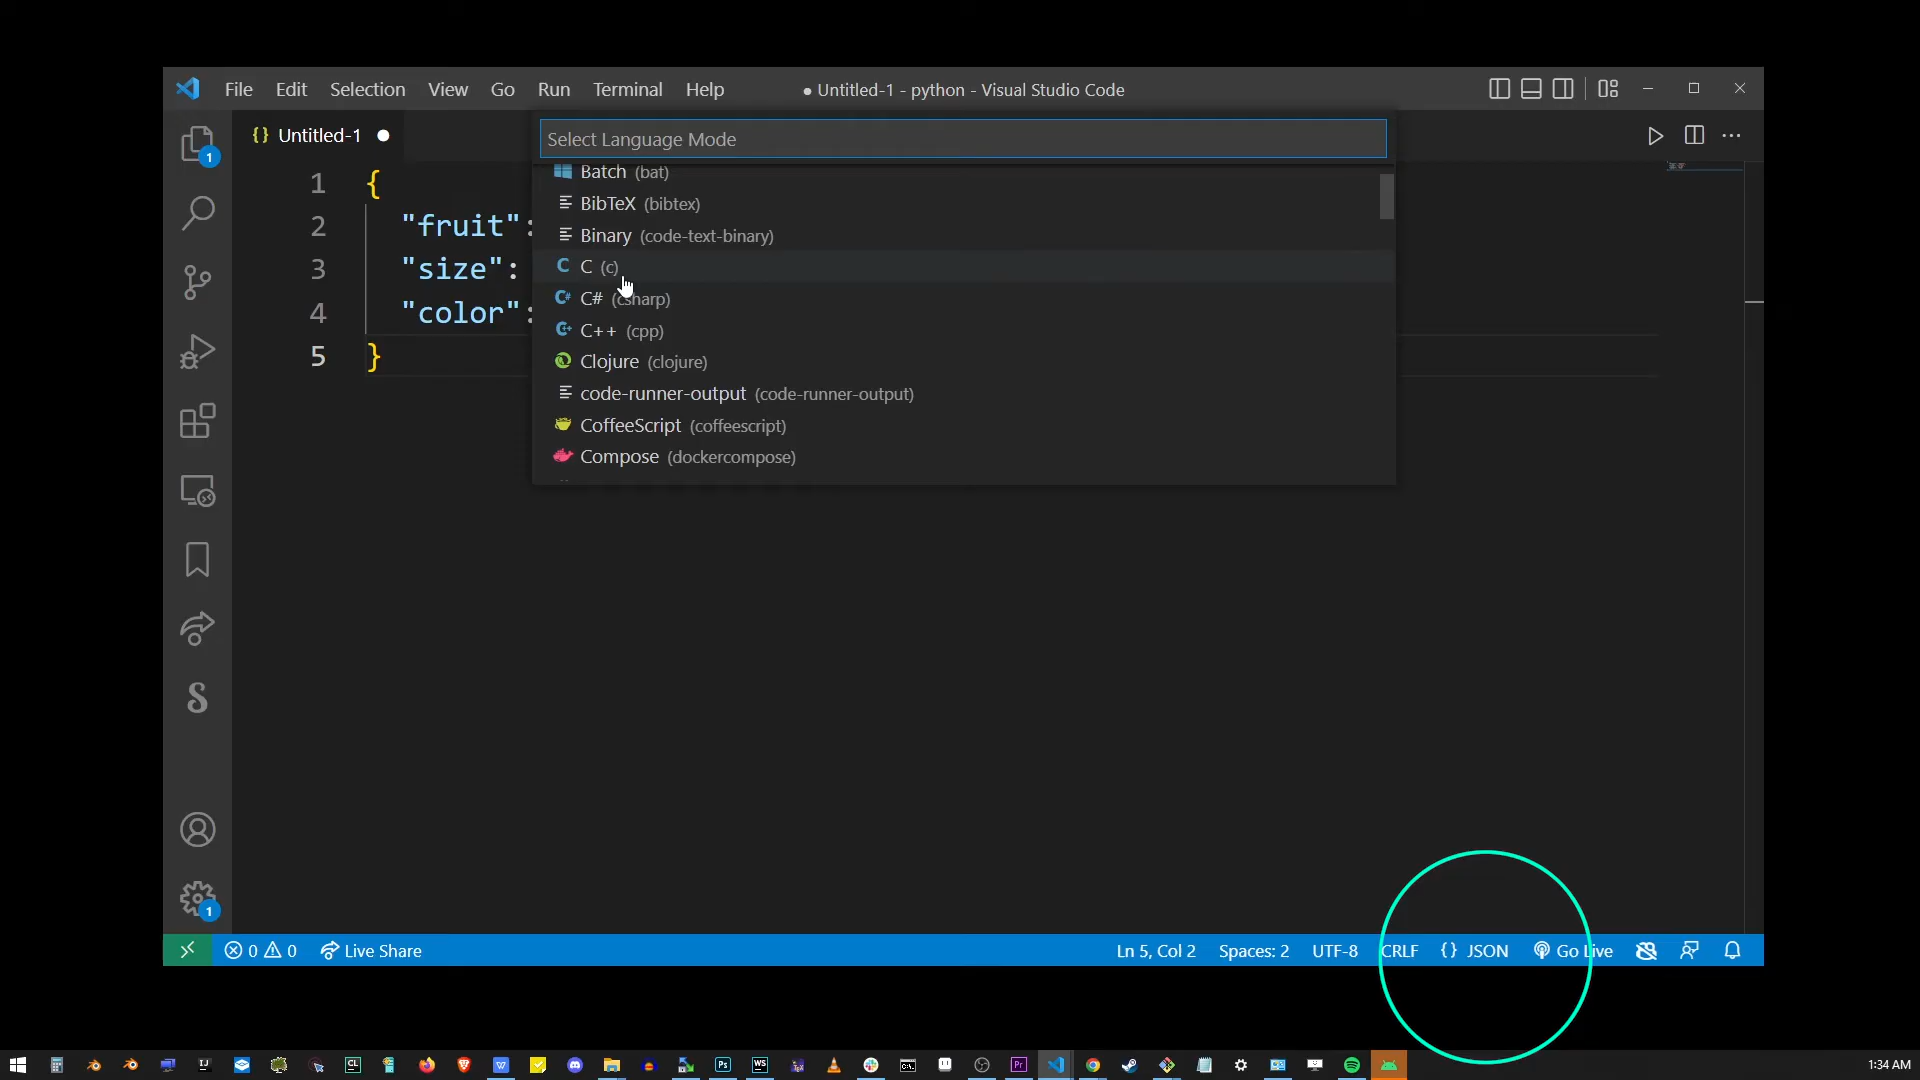 File Edit Selection View Go Run Terminal Help ● Untitled-1 - python - Visual Studio Code
{} Untitled-1 ●
Select Language Mode
Batch (bat)
BibTeX (bibtex)
Binary (code-text-binary)
C (c)
C# (csharp)
C++ (cpp)
Clojure (clojure)
code-runner-output (code-runner-output)
CoffeeScript (coffeescript)
Compose (dockercompose)
1 {
2 "fruit":
3 "size":
4 "color":
5 }
1
1
0 0 Live Share Ln 5, Col 2 Spaces: 2 UTF-8 CRLF {} JSON Go Live
1:34 AM